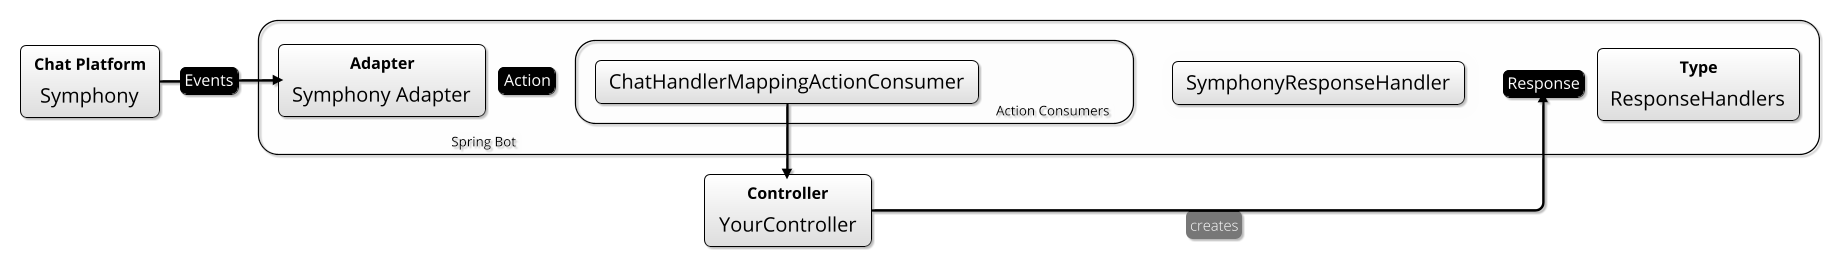 Chat Platform
Symphony
Events
Adapter
Symphony Adapter
Action
ChatHandlerMappingActionConsumer
Action Consumers
SymphonyResponseHandler
Response
Type
ResponseHandlers
Spring Bot
Controller
YourController
creates